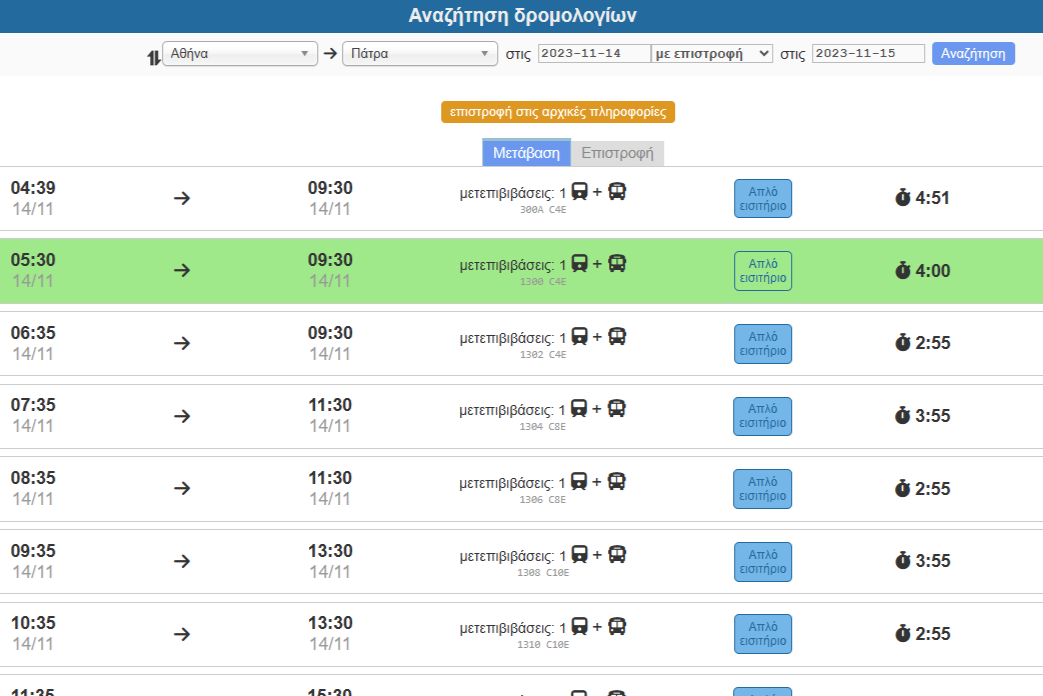 Αναζήτηση δρομολογίων
Αθήνα Πάτρα στις 2023-11-14 με επιστροφή στις 2023-11-15 Αναζήτηση
επιστροφή στις αρχικές πληροφορίες
Μετάβαση Επιστροφή
04:39 09:30 μετεπιβιβάσεις: 1 + Απλό 4:51
14/11 14/11 300A C4E εισιτήριο
05:30 09:30 μετεπιβιβάσεις: 1 + Απλό 4:00
14/11 14/11 1300 C4E εισιτήριο
06:35 09:30 μετεπιβιβάσεις: 1 + Απλό 2:55
14/11 14/11 1302 C4E εισιτήριο
07:35 11:30 μετεπιβιβάσεις: 1 + Απλό 3:55
14/11 14/11 1304 C8E εισιτήριο
08:35 11:30 μετεπιβιβάσεις: 1 + Απλό 2:55
14/11 14/11 1306 C8E εισιτήριο
09:35 13:30 μετεπιβιβάσεις: 1 + Απλό 3:55
14/11 14/11 1308 C10E εισιτήριο
10:35 13:30 μετεπιβιβάσεις: 1 + Απλό 2:55
14/11 14/11 1310 C10E εισιτήριο
11:35 15:30